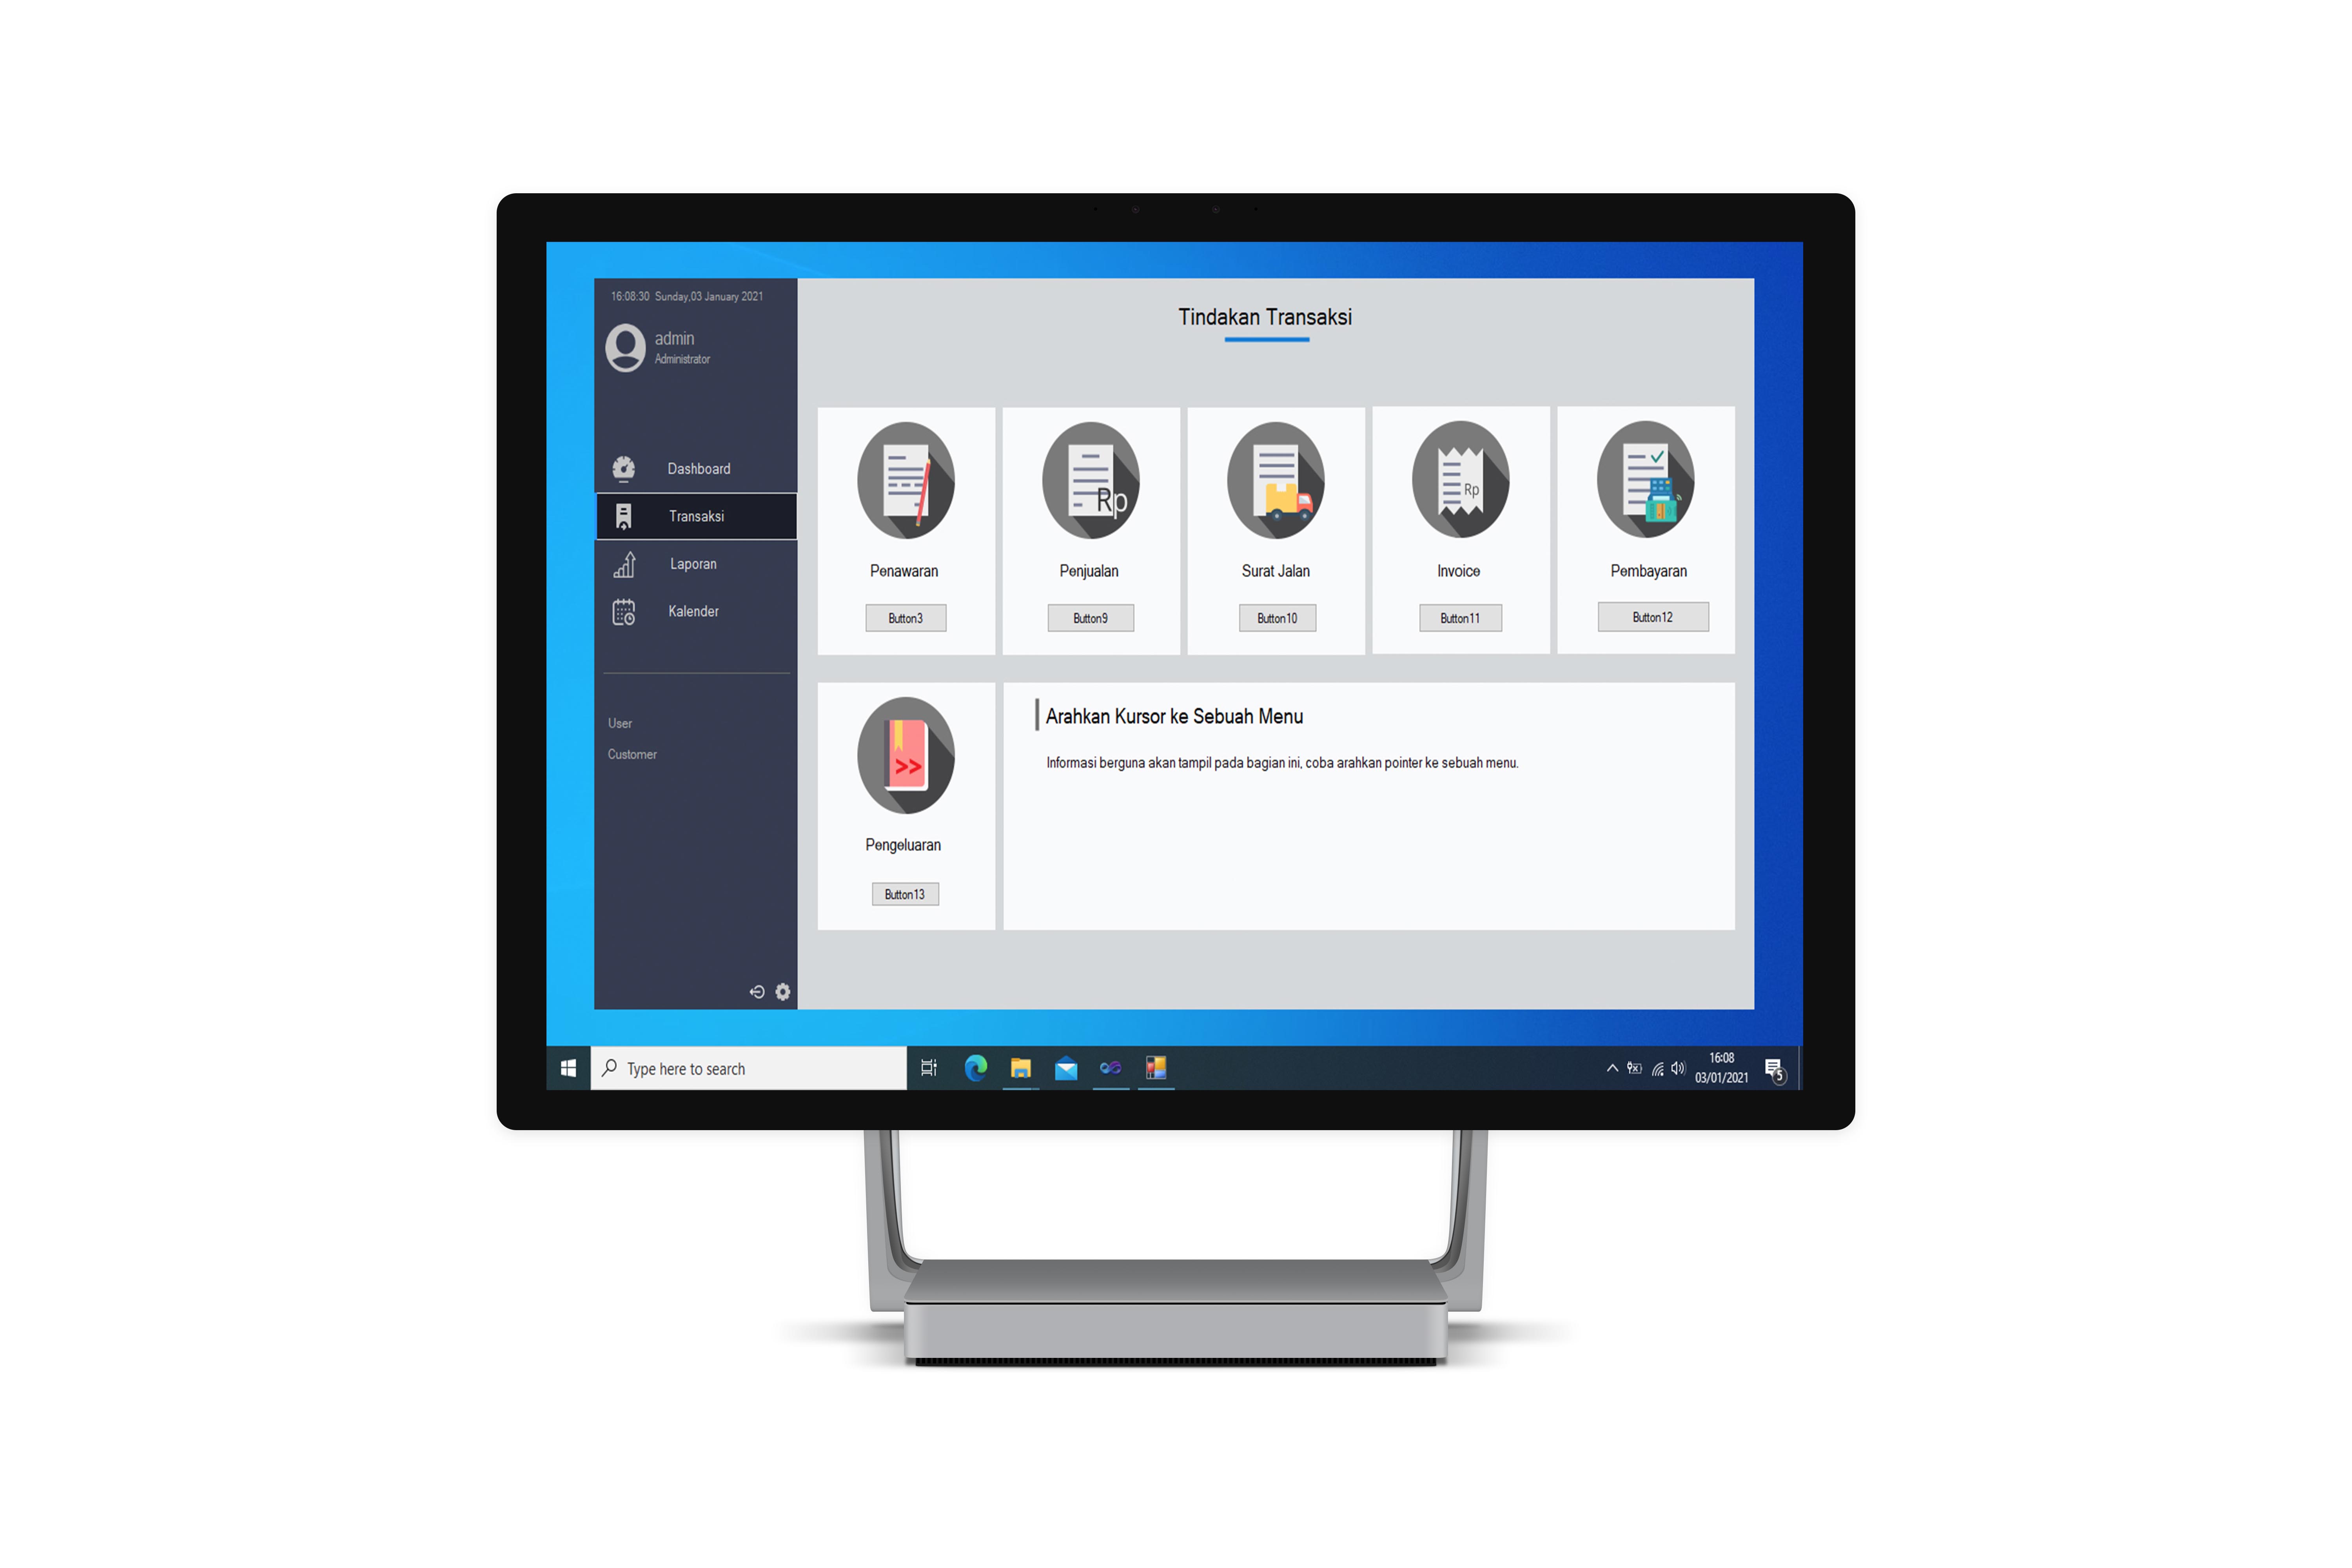 16:08:30 Sunday,03 January 2021
admin
Administrator
Dashboard
Transaksi
Laporan
Kalender
User
Customer
Tindakan Transaksi
Penawaran
Button3
Rp
Penjualan
Button9
Surat Jalan
Button10
Rp
Invoice
Button11
Pembayaran
Button12
>>
Pengeluaran
Button13
Arahkan Kursor ke Sebuah Menu
Informasi berguna akan tampil pada bagian ini, coba arahkan pointer ke sebuah menu.
Type here to search
16:08
03/01/2021
5